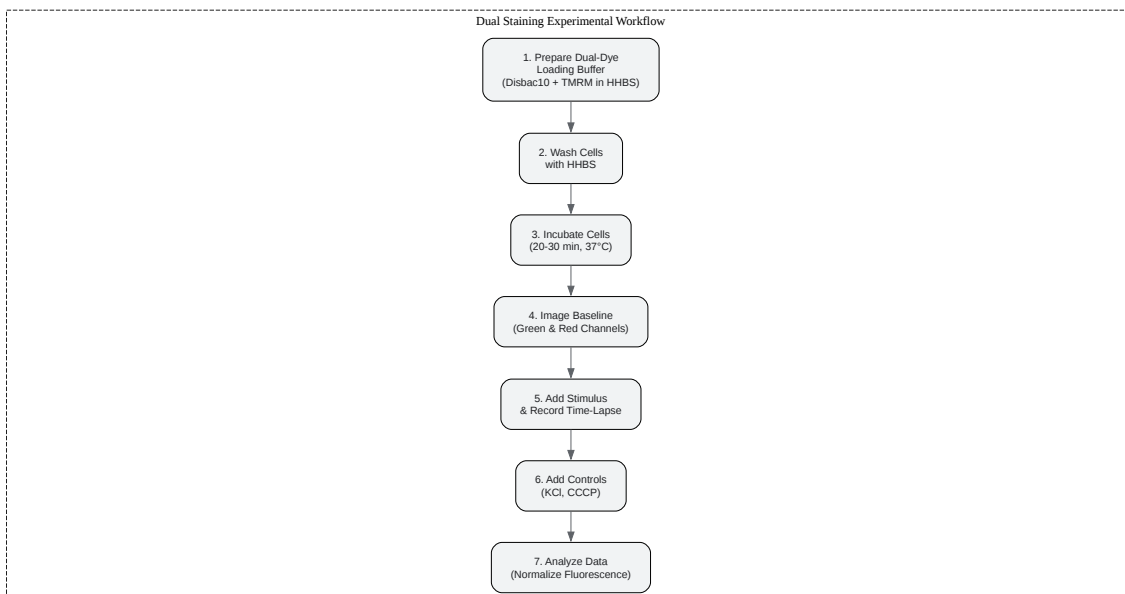 Dual Staining Experimental Workflow
1. Prepare Dual-Dye
Loading Buffer
(Disbac10 + TMRM in HHBS)
2. Wash Cells
with HHBS
3. Incubate Cells
(20-30 min, 37°C)
4. Image Baseline
(Green & Red Channels)
5. Add Stimulus
& Record Time-Lapse
6. Add Controls
(KCl, CCCP)
7. Analyze Data
(Normalize Fluorescence)